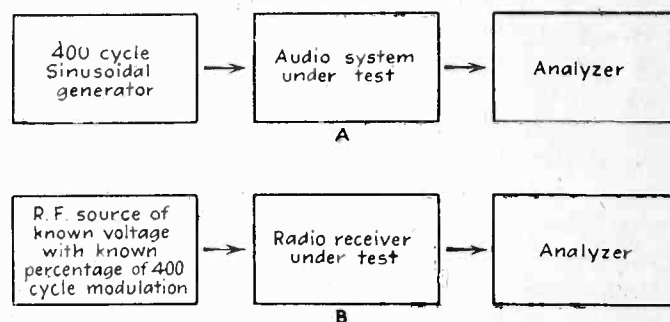 400 cycle
Sinusoidal
generator
Audio system
under test
Analyzer
A
R.F. source of
known voltage
with known
percentage of 400
cycle modulation
Radio receiver
under test
Analyzer
B